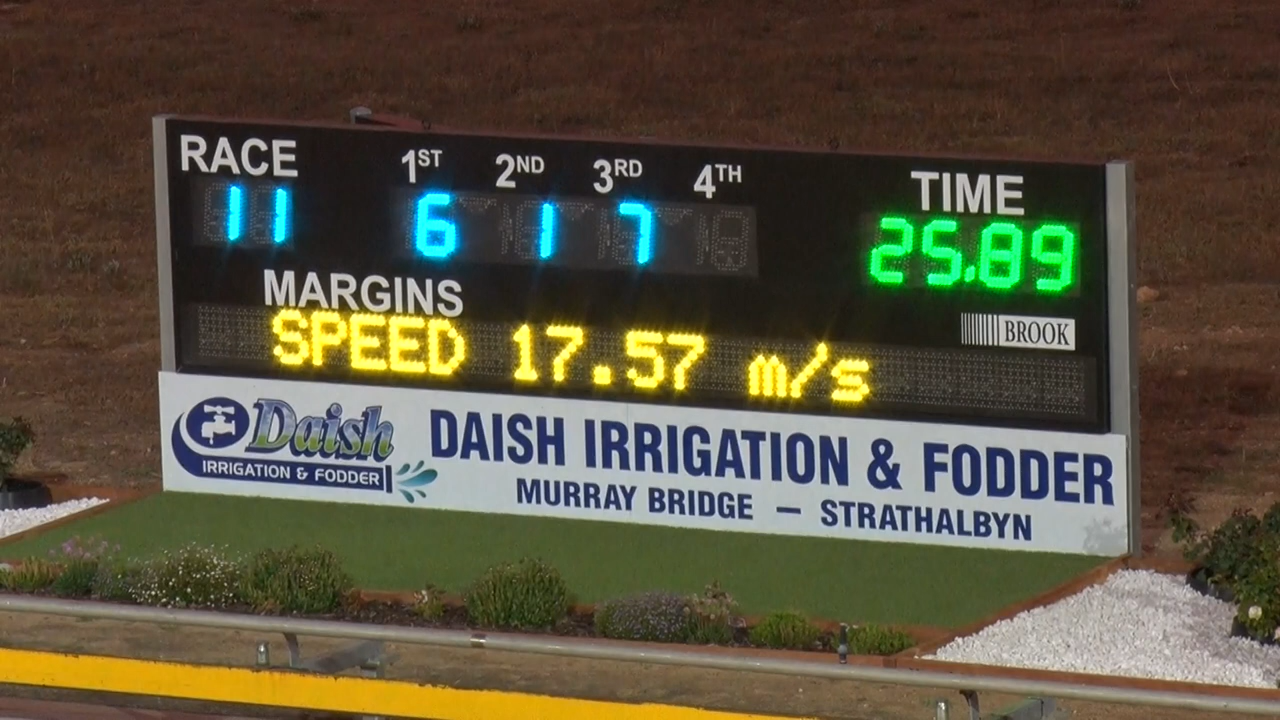 RACE 1ST 2ND 3RD 4TH TIME
11 6 1 7 25.89
MARGINS
BROOK
SPEED 17.57 m/s
Daish
IRRIGATION & FODDER
DAISH IRRIGATION & FODDER
MURRAY BRIDGE — STRATHALBYN